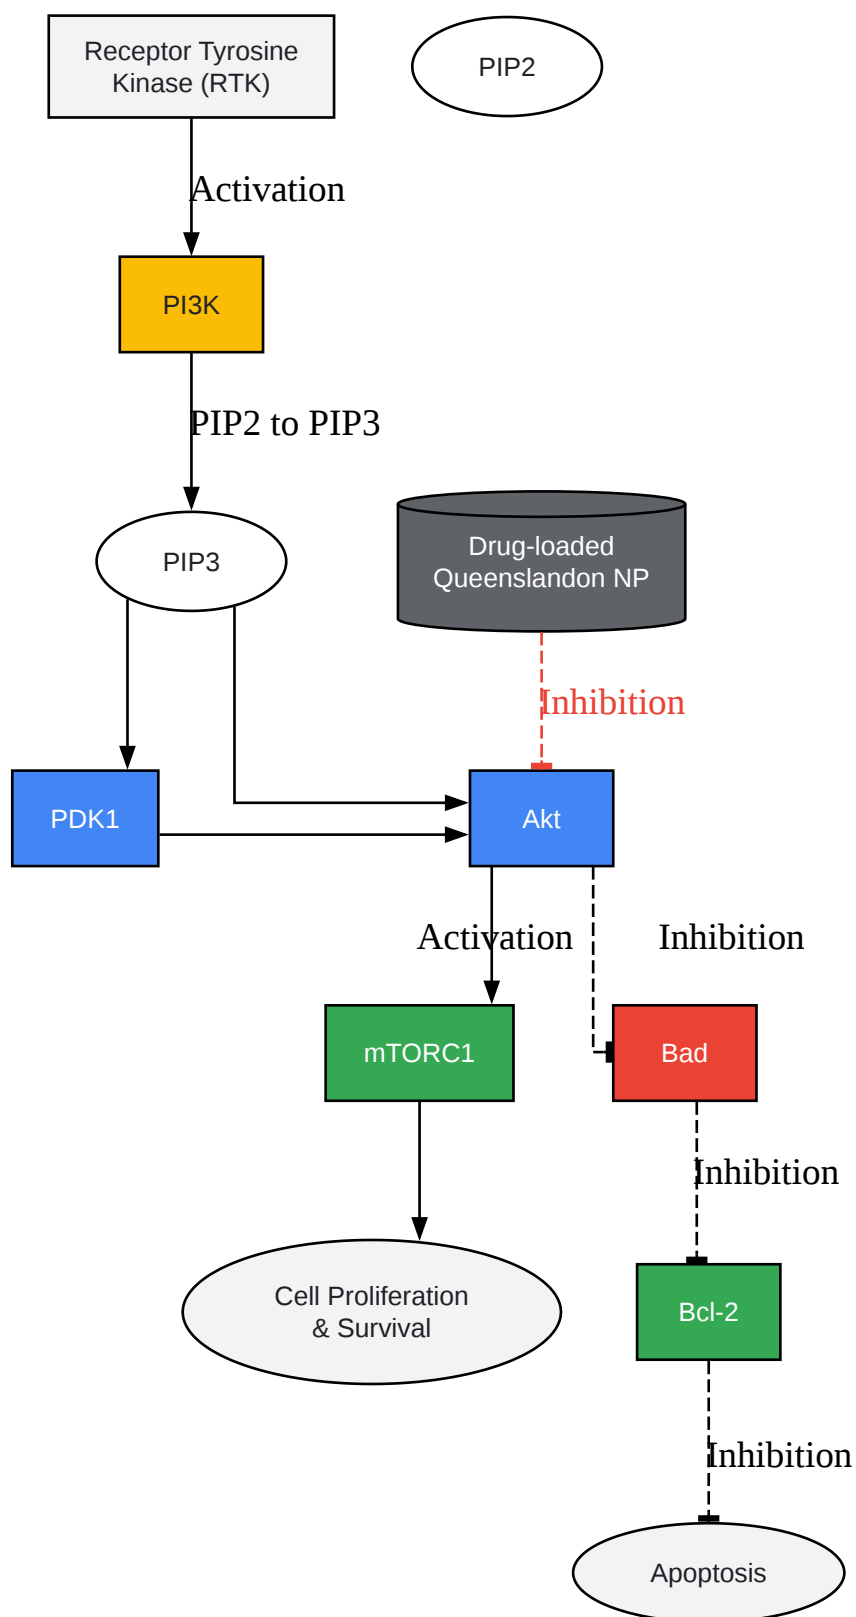 Receptor Tyrosine
Kinase (RTK)
PIP2
Activation
PI3K
PIP2 to PIP3
PIP3
Drug-loaded
Queenslandon NP
Inhibition
PDK1
Akt
Activation
Inhibition
mTORC1
Bad
Inhibition
Cell Proliferation
& Survival
Bcl-2
Inhibition
Apoptosis